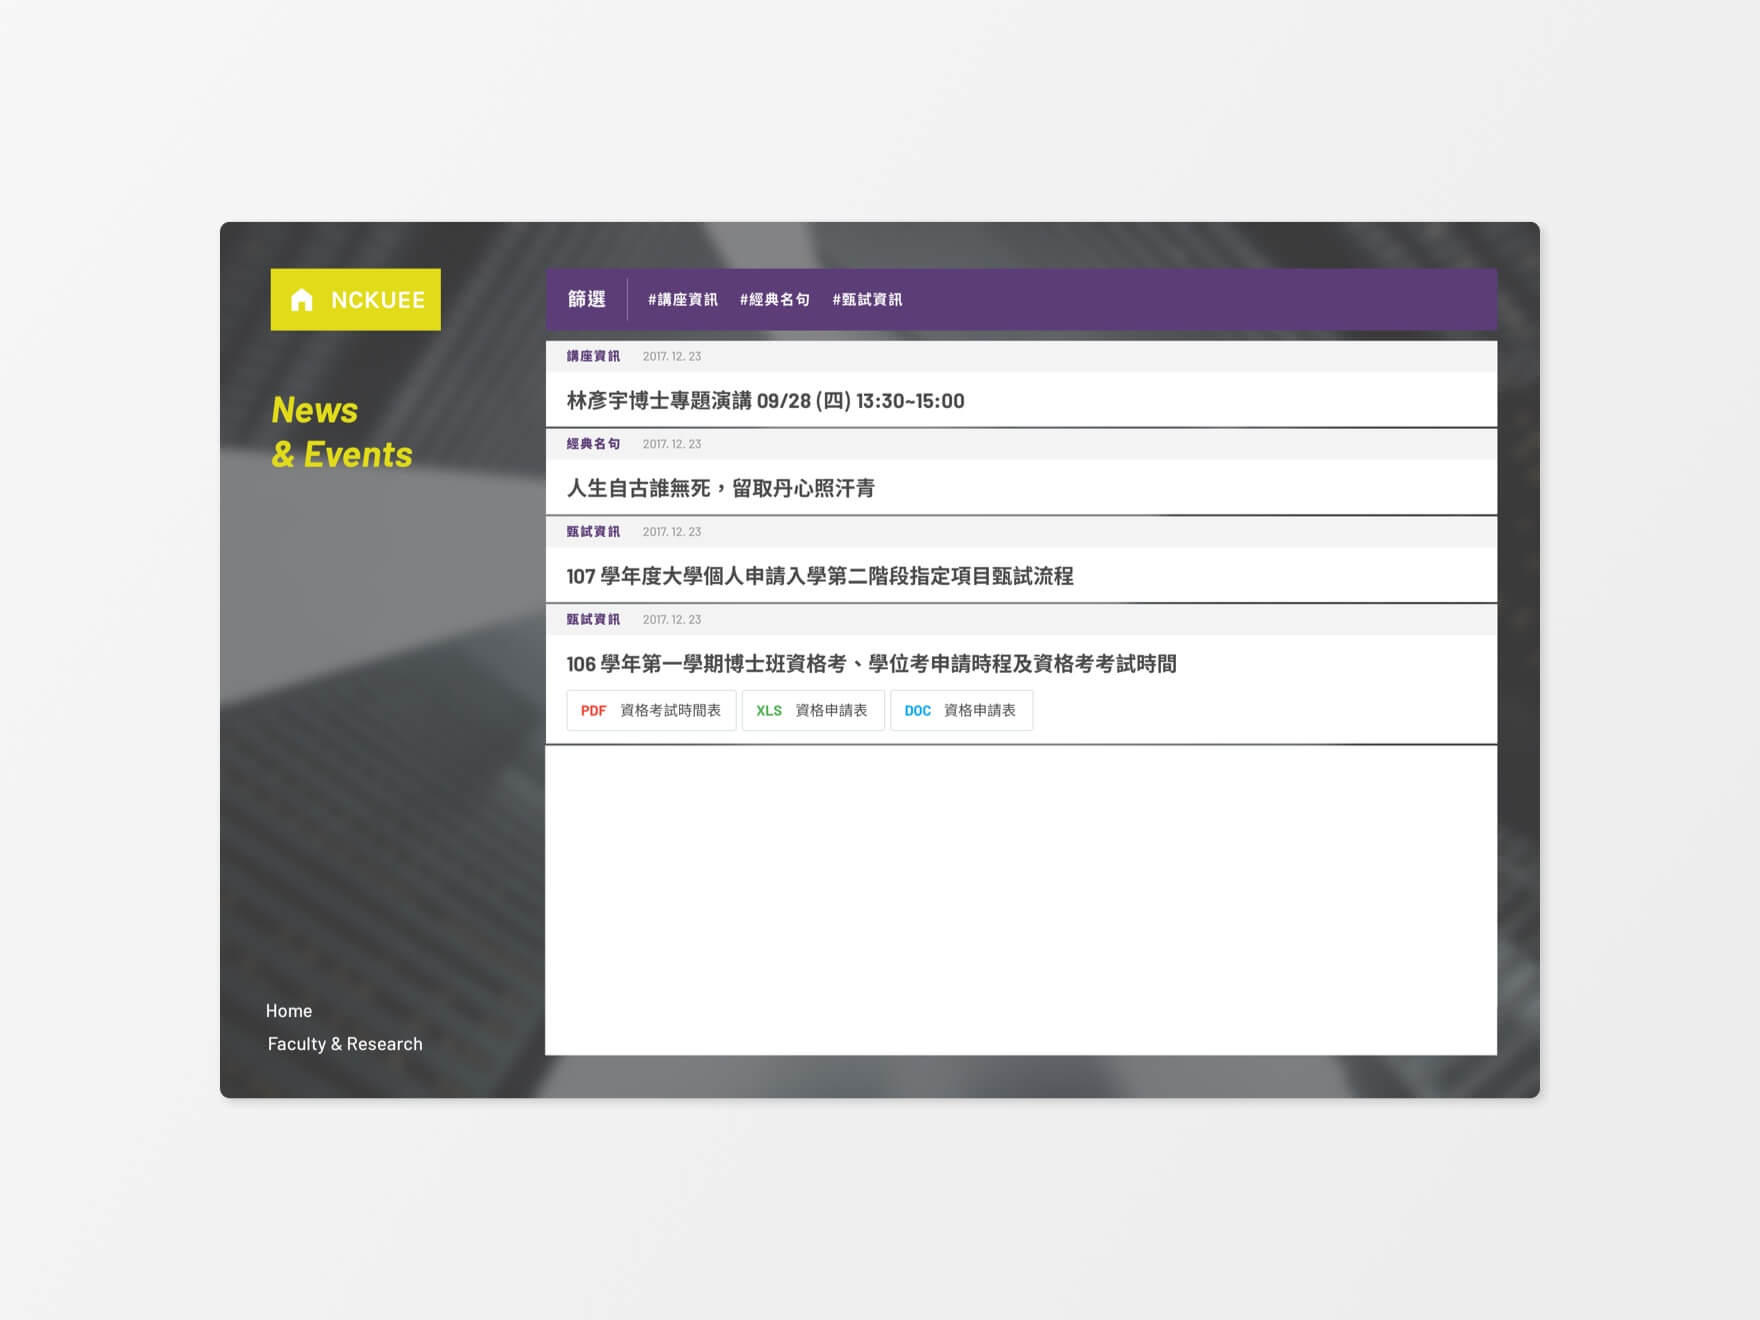 NCKUEE
News
& Events
Home
Faculty & Research
篩選 #講座資訊 #經典名句 #甄試資訊
講座資訊 2017. 12. 23
林彥宇博士專題演講 09/28 (四) 13:30~15:00
經典名句 2017. 12. 23
人生自古誰無死，留取丹心照汗青
甄試資訊 2017. 12. 23
107 學年度大學個人申請入學第二階段指定項目甄試流程
甄試資訊 2017. 12. 23
106 學年第一學期博士班資格考、學位考申請時程及資格考考試時間
PDF 資格考試時間表 XLS 資格申請表 DOC 資格申請表